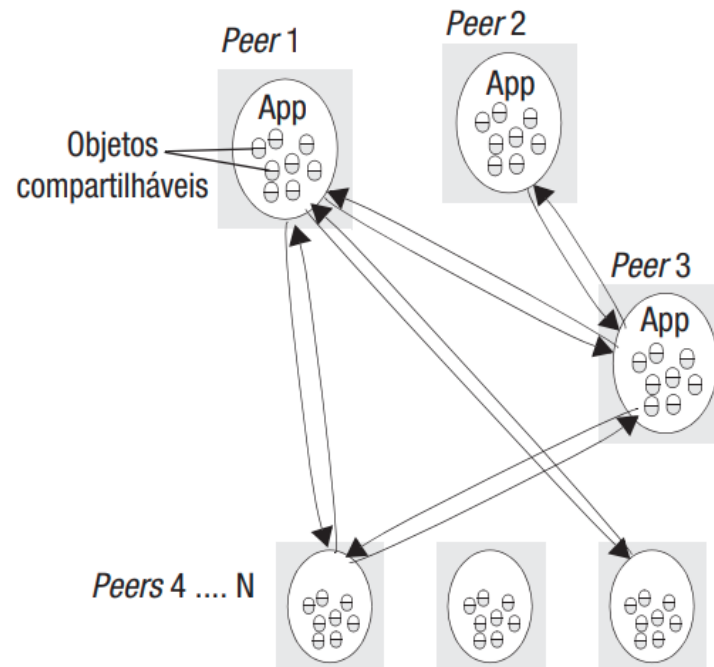 Peer 1
Peer 2
App
App
Objetos
compartilháveis
Peer 3
App
Peers 4 .... N